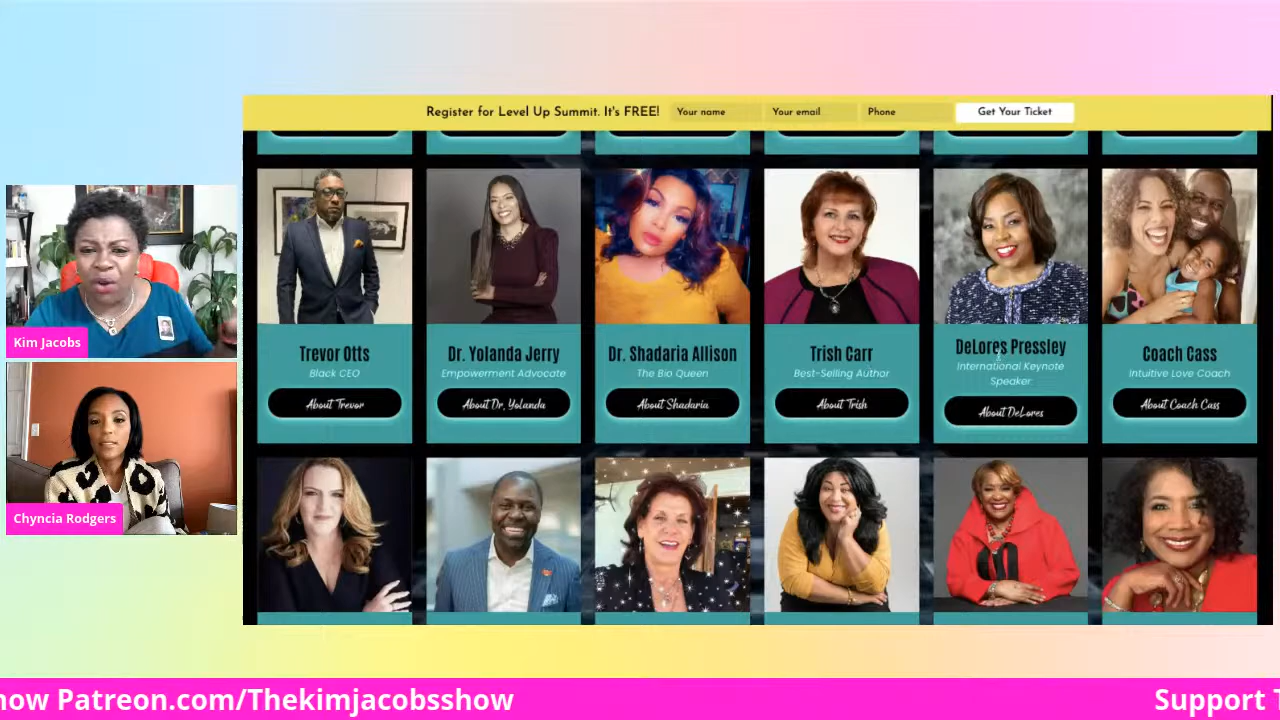 Register for Level Up Summit. It's FREE!
Your name
Your email
Phone
Get Your Ticket
Kim Jacobs
Chyncia Rodgers
Trevor Otts
Black CEO
About Trevor
Dr. Yolanda Jerry
Empowerment Advocate
About Dr. Yolanda
Dr. Shadaria Allison
The Bio Queen
About Shadaria
Trish Carr
Best-Selling Author
About Trish
DeLores Pressley
International Keynote
Speaker
About DeLores
Coach Cass
Intuitive Love Coach
About Coach Cass
how Patreon.com/Thekimjacobsshow
Support